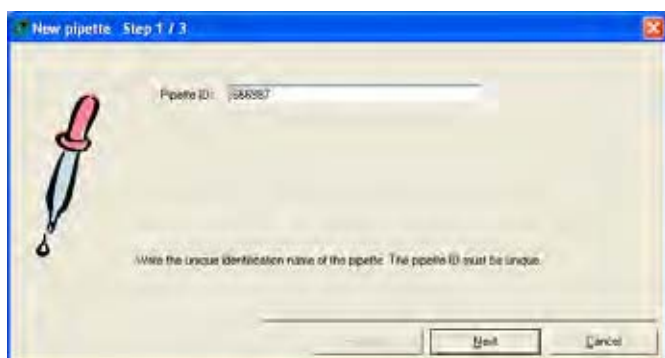 New pipette Step 1 / 3
Pipette ID:
Write the unique identification name of the pipette. The pipette ID must be unique.
Next Cancel